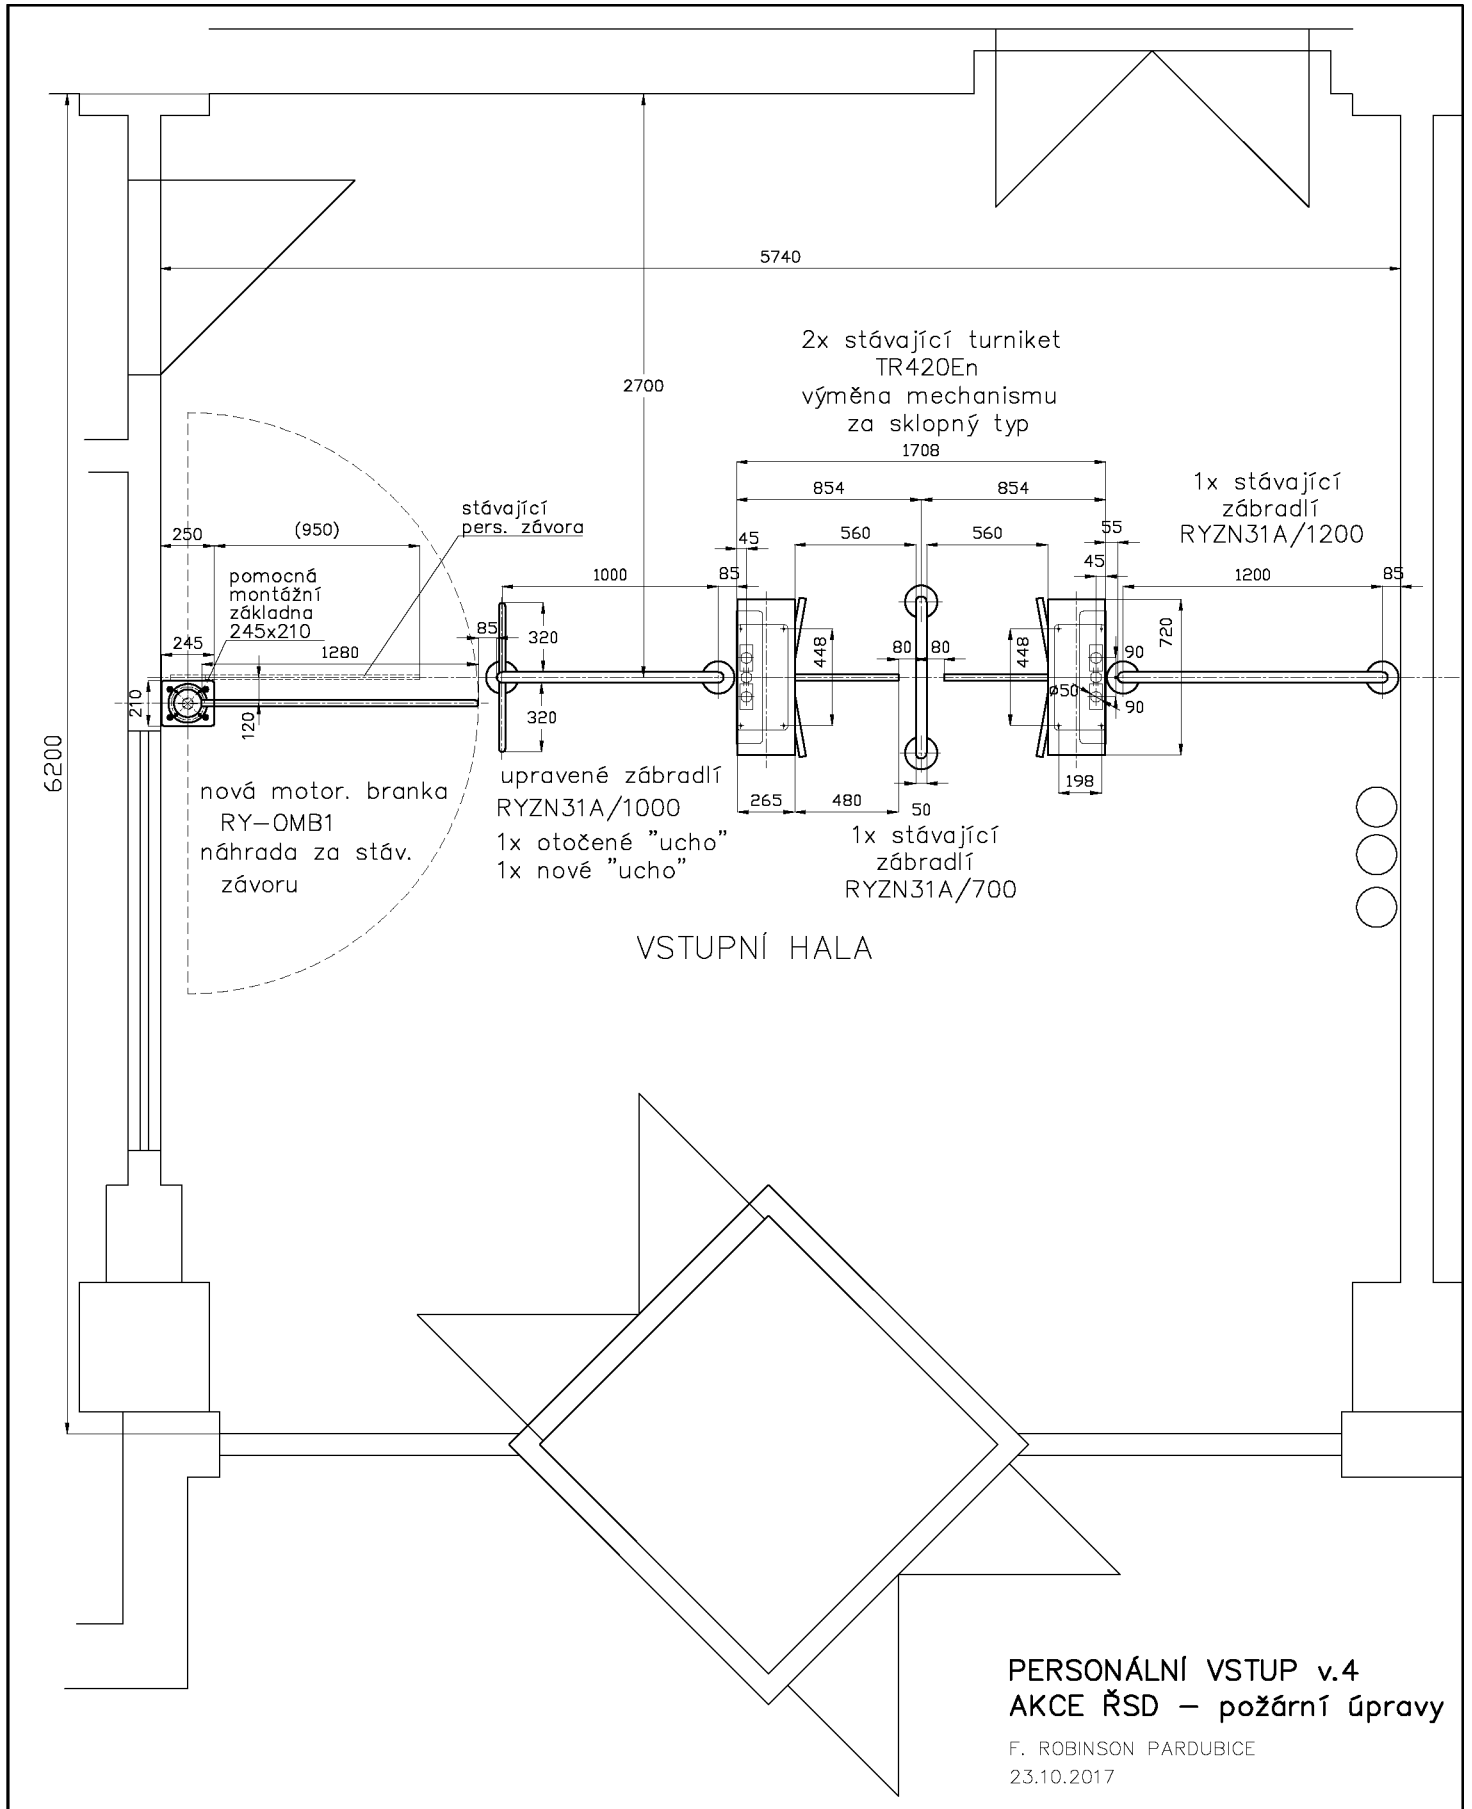 5740
2x stávající turniket
TR420En
výměna mechanismu
za sklopný typ
2700
1708
854
854
1x stávající
zábradlí
RYZN31A/1200
stávající
pers. závora
250
(950)
45
560
560
55
45
pomocná
montážní
základna
245x210
1000
85
1200
85
245
1280
85
320
448
80
80
448
720
90
ø50
90
210
120
320
6200
nová motor. branka
RY-OMB1
náhrada za stáv.
závoru
upravené zábradlí
RYZN31A/1000
1x otočené "ucho"
1x nové "ucho"
265
480
50
198
1x stávající
zábradlí
RYZN31A/700
VSTUPNÍ HALA
PERSONÁLNÍ VSTUP v.4
AKCE ŘSD – požární úpravy
F. ROBINSON PARDUBICE
23.10.2017